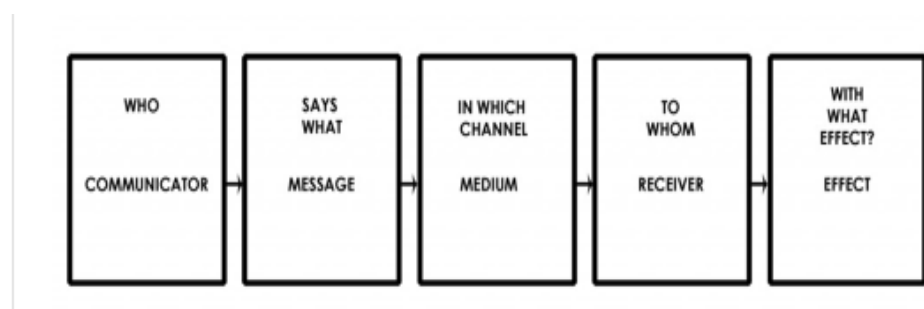 WHO
COMMUNICATOR
SAYS
WHAT
MESSAGE
IN WHICH
CHANNEL
MEDIUM
TO
WHOM
RECEIVER
WITH
WHAT
EFFECT?
EFFECT